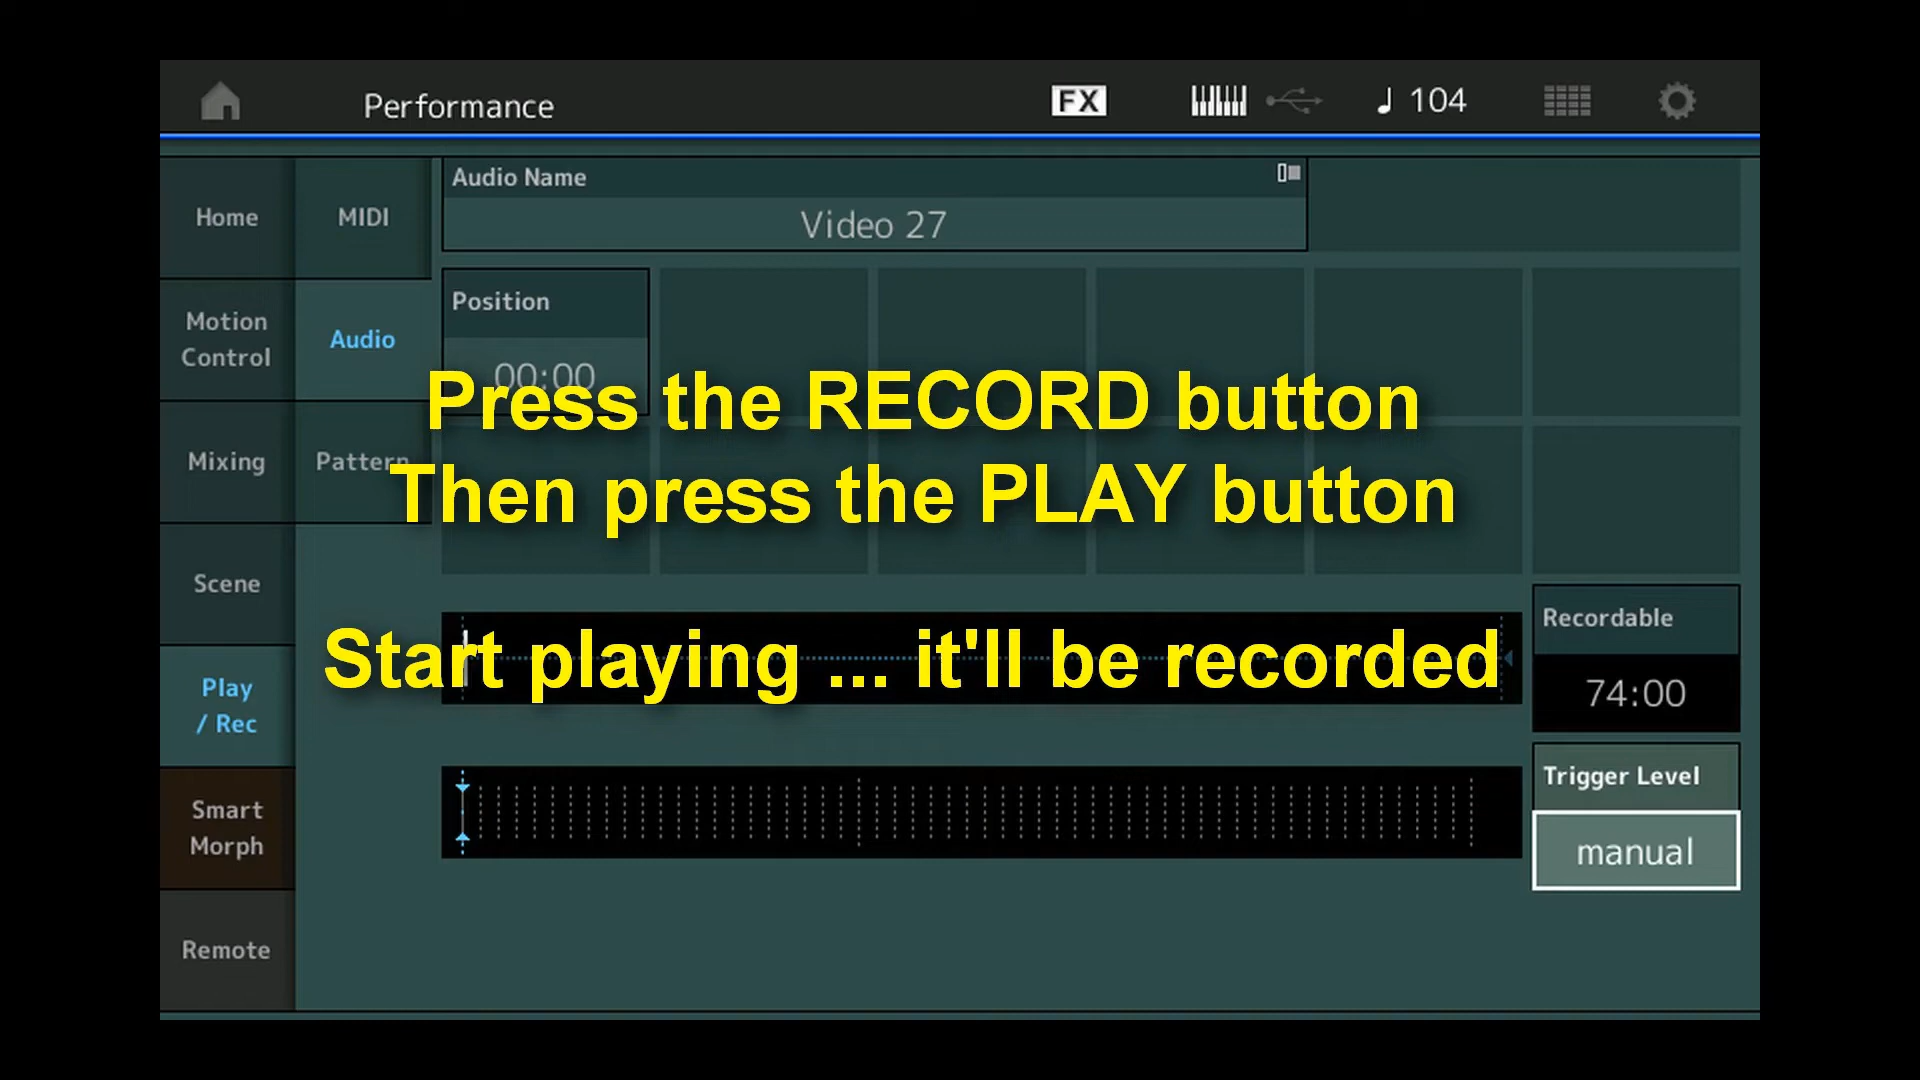 Performance
FX
104
Home
MIDI
Audio Name
Video 27
Motion
Control
Audio
Position
00:00
Mixing
Pattern
Press the RECORD button
Then press the PLAY button
Scene
Start playing ... it'll be recorded
Recordable
74:00
Play
/ Rec
Trigger Level
manual
Smart
Morph
Remote